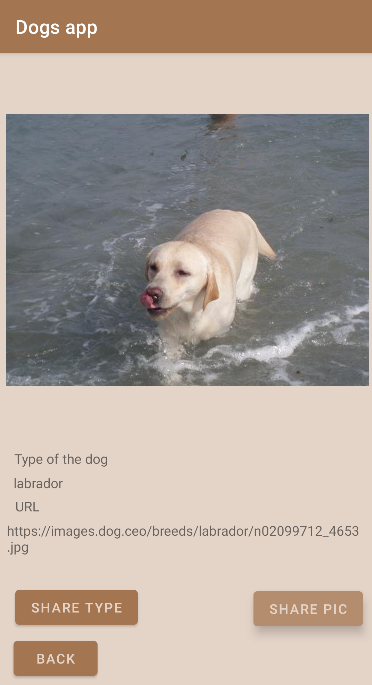 Dogs app
Type of the dog
labrador
URL
https://images.dog.ceo/breeds/labrador/n02099712_4653
.jpg
SHARE TYPE
SHARE PIC
BACK